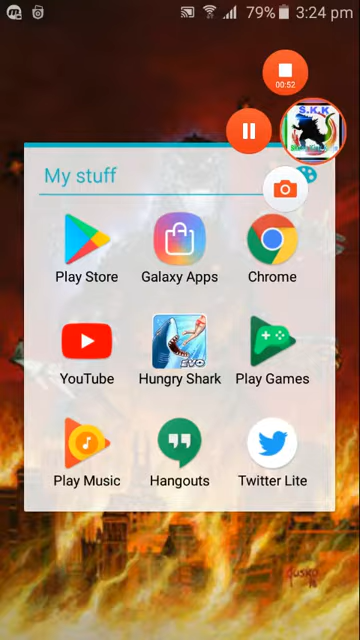 79% 3:24 pm
00:52
S.K.K
My stuff
Play Store Galaxy Apps Chrome
EVO
YouTube Hungry Shark Play Games
Play Music Hangouts Twitter Lite